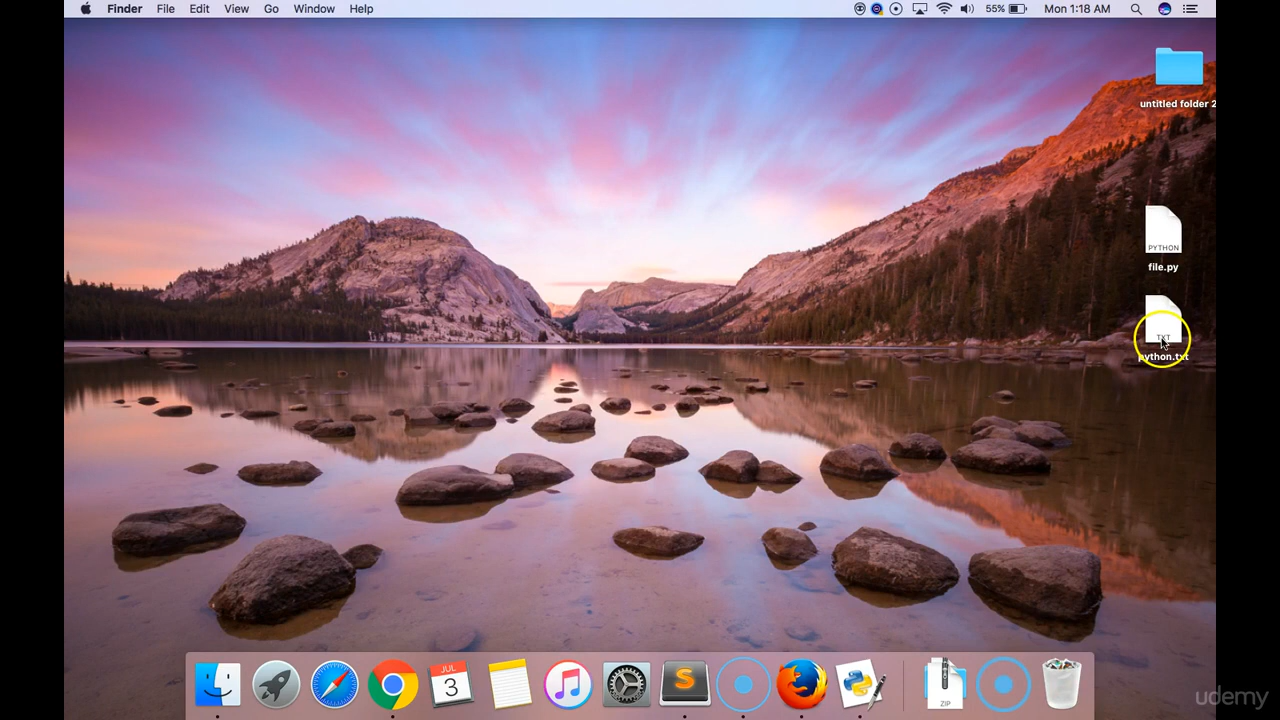 Finder File Edit View Go Window Help 55% Mon 1:18 AM
untitled folder 2
PYTHON
file.py
TXT
python.txt
JUL
3
S
ZIP
udemy